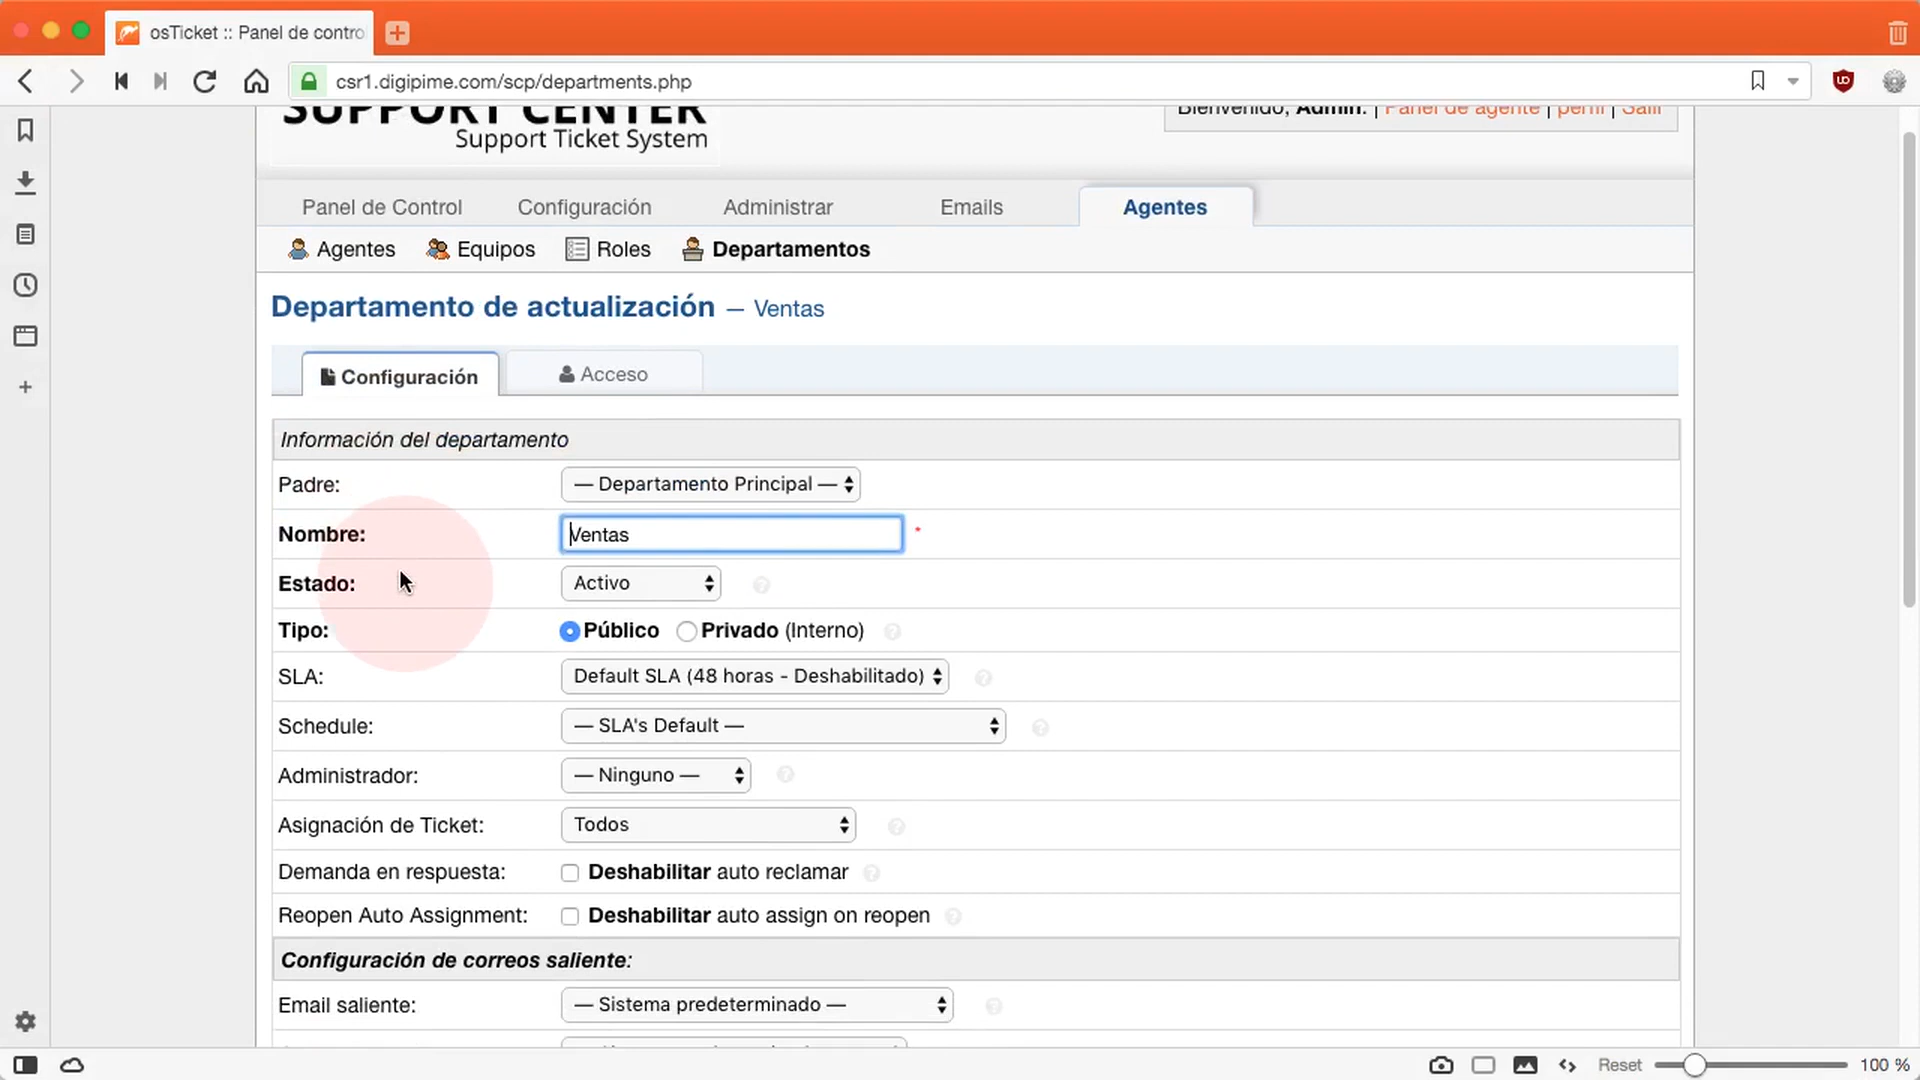 osTicket :: Panel de contro
csr1.digipime.com/scp/departments.php
SUPPORT CENTER
Support Ticket System
Bienvenido, Admin. | Panel de agente | perfil | Salir
Panel de Control Configuración Administrar Emails Agentes
Agentes Equipos Roles Departamentos
Departamento de actualización — Ventas
Configuración Acceso
Información del departamento
Padre: — Departamento Principal —
Nombre: Ventas *
Estado: Activo
Tipo: Público Privado (Interno)
SLA: Default SLA (48 horas - Deshabilitado)
Schedule: — SLA's Default —
Administrador: — Ninguno —
Asignación de Ticket: Todos
Demanda en respuesta: Deshabilitar auto reclamar
Reopen Auto Assignment: Deshabilitar auto assign on reopen
Configuración de correos saliente:
Email saliente: — Sistema predeterminado —
Reset 100 %